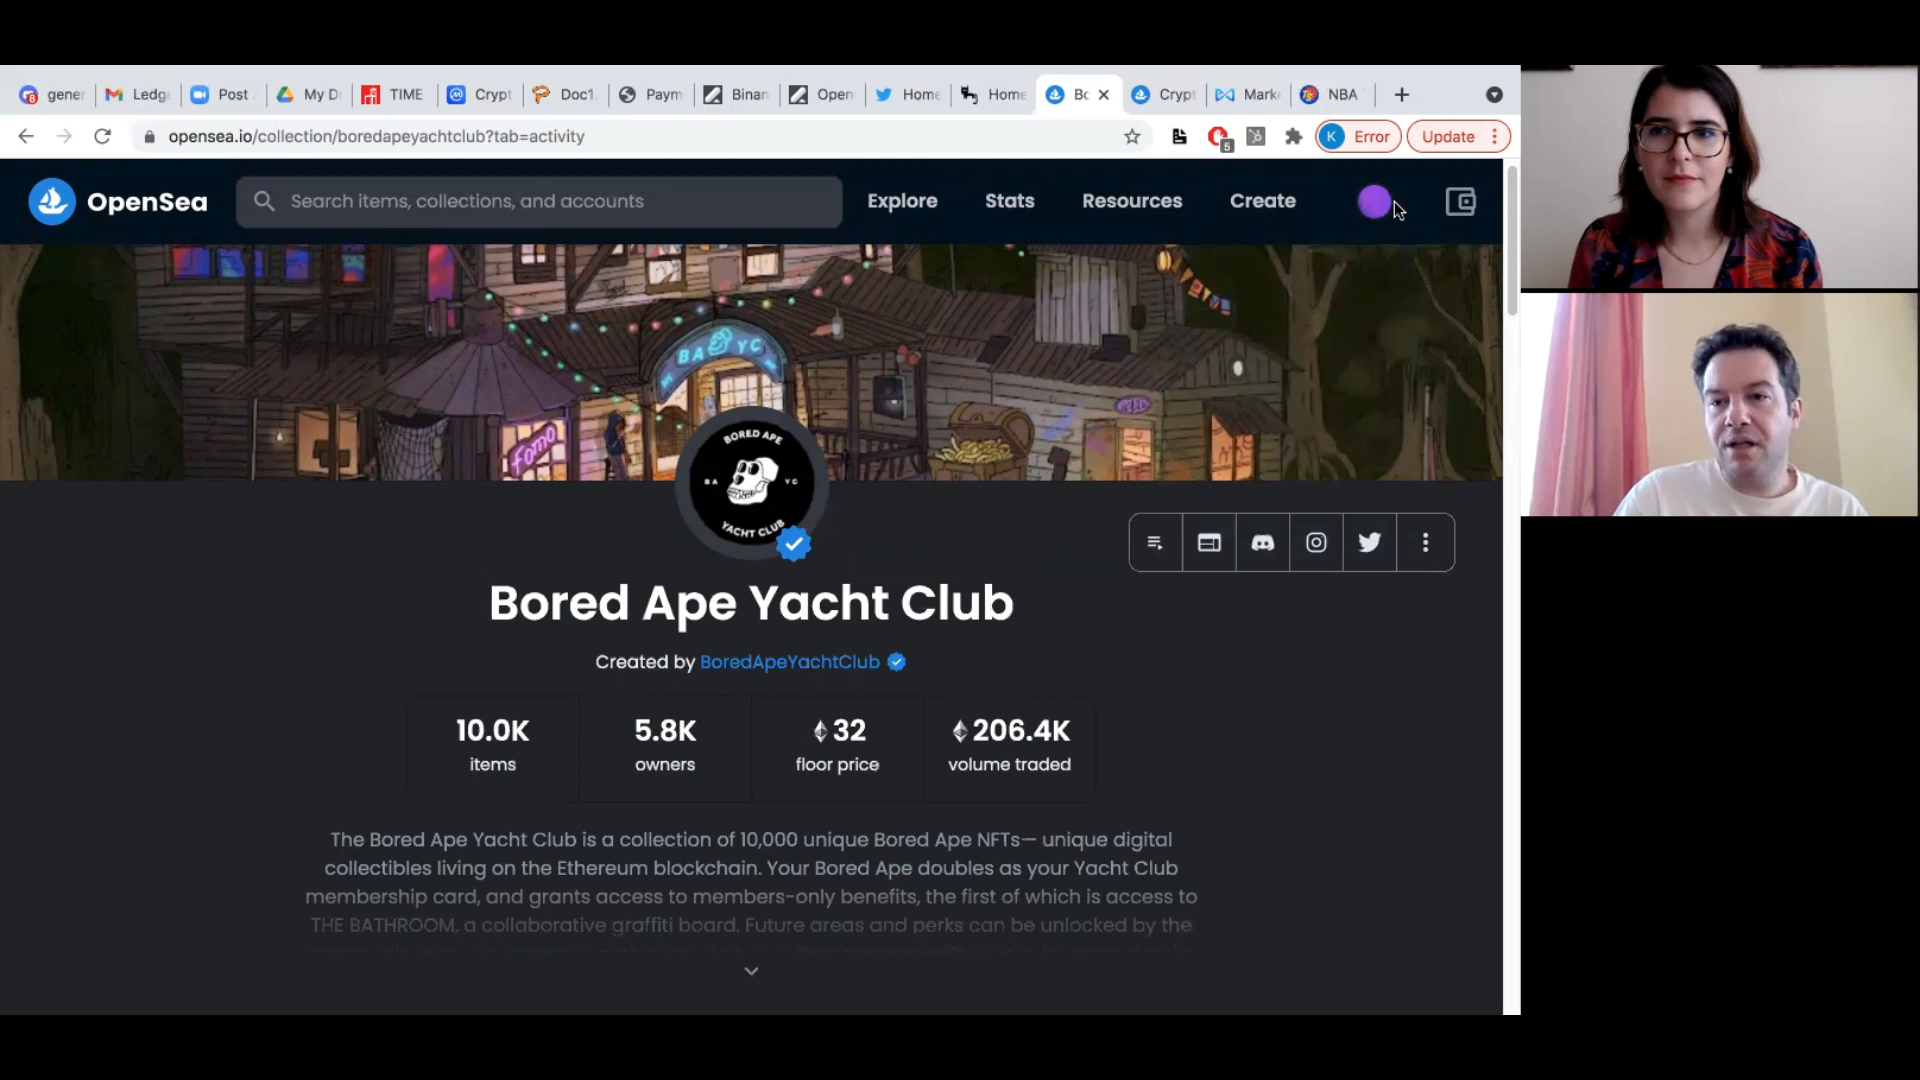 gener
Ledg
Post
My D
TIME
Crypt
Doc1.
Paym
Binan
Open
Home
Home
Bc
Crypt
Mark
NBA
opensea.io/collection/boredapeyachtclub?tab=activity
5
K Error
Update
OpenSea
Search items, collections, and accounts
Explore
Stats
Resources
Create
BAYC
Fomo
BORED APE
BA YC
YACHT CLUB
Bored Ape Yacht Club
Created by BoredApeYachtClub
10.0K
items
5.8K
owners
32
floor price
206.4K
volume traded
The Bored Ape Yacht Club is a collection of 10,000 unique Bored Ape NFTs— unique digital
collectibles living on the Ethereum blockchain. Your Bored Ape doubles as your Yacht Club
membership card, and grants access to members-only benefits, the first of which is access to
THE BATHROOM, a collaborative graffiti board. Future areas and perks can be unlocked by the